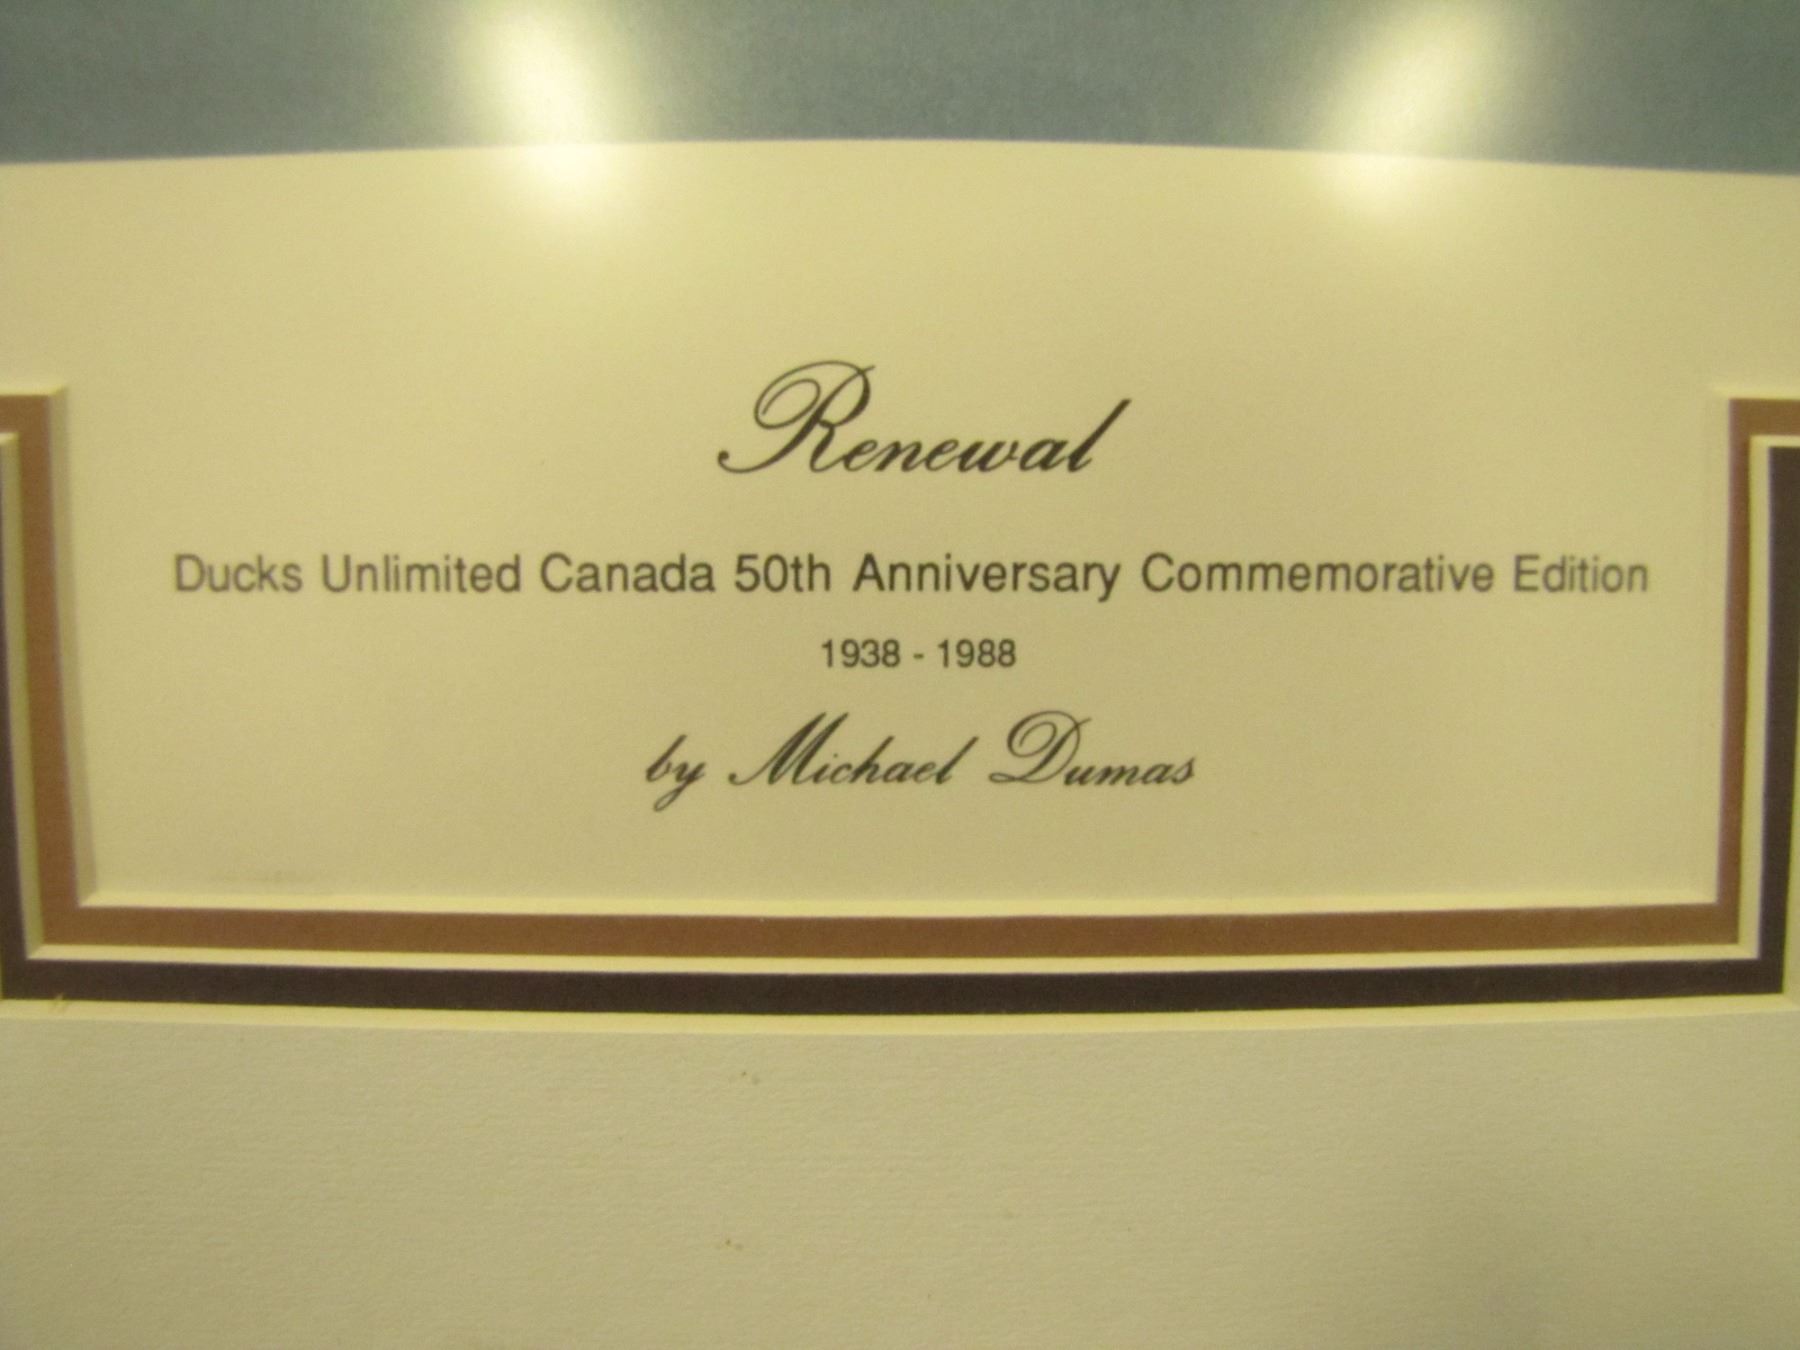 Renewal
Ducks Unlimited Canada 50th Anniversary Commemorative Edition
1938 - 1988
by Michael Dumas